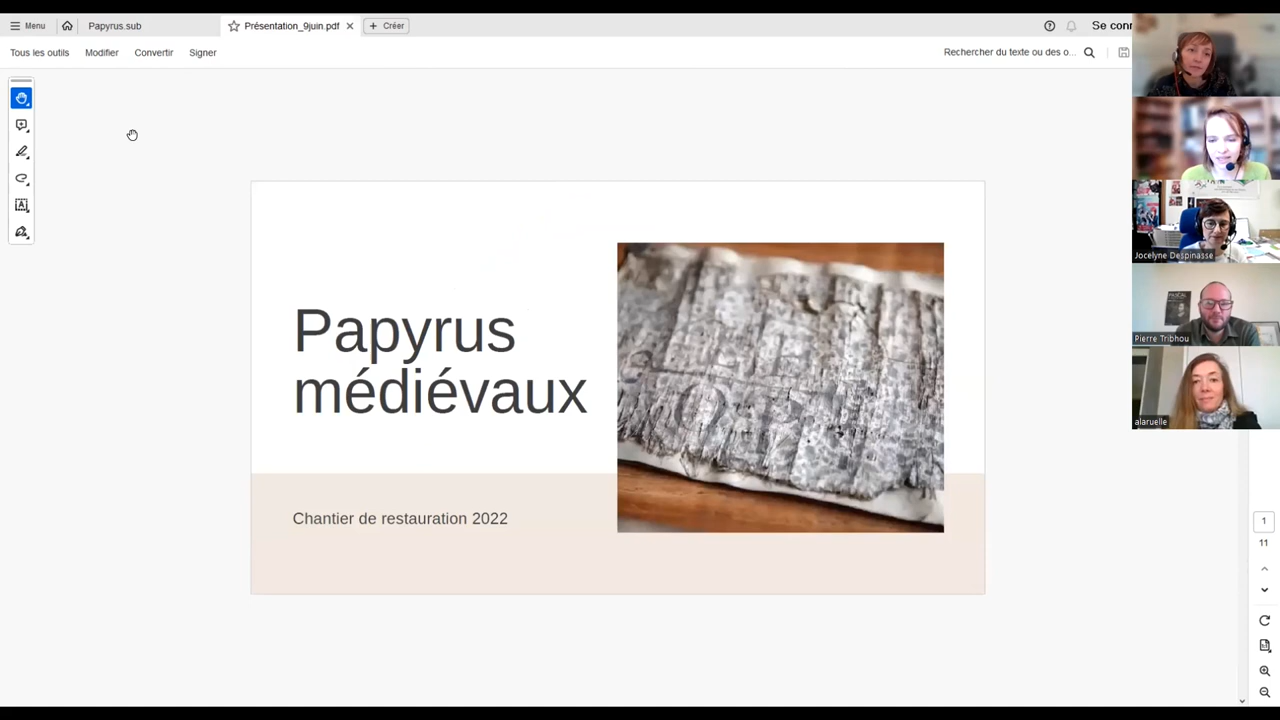 Menu
Papyrus.sub
Présentation_9juin.pdf
Créer
Se conn
Tous les outils
Modifier
Convertir
Signer
Rechercher du texte ou des o...
Papyrus
médiévaux
Chantier de restauration 2022
Jocelyne Despinasse
PASCAL
Pierre Tribhou
alaruelle
1
11